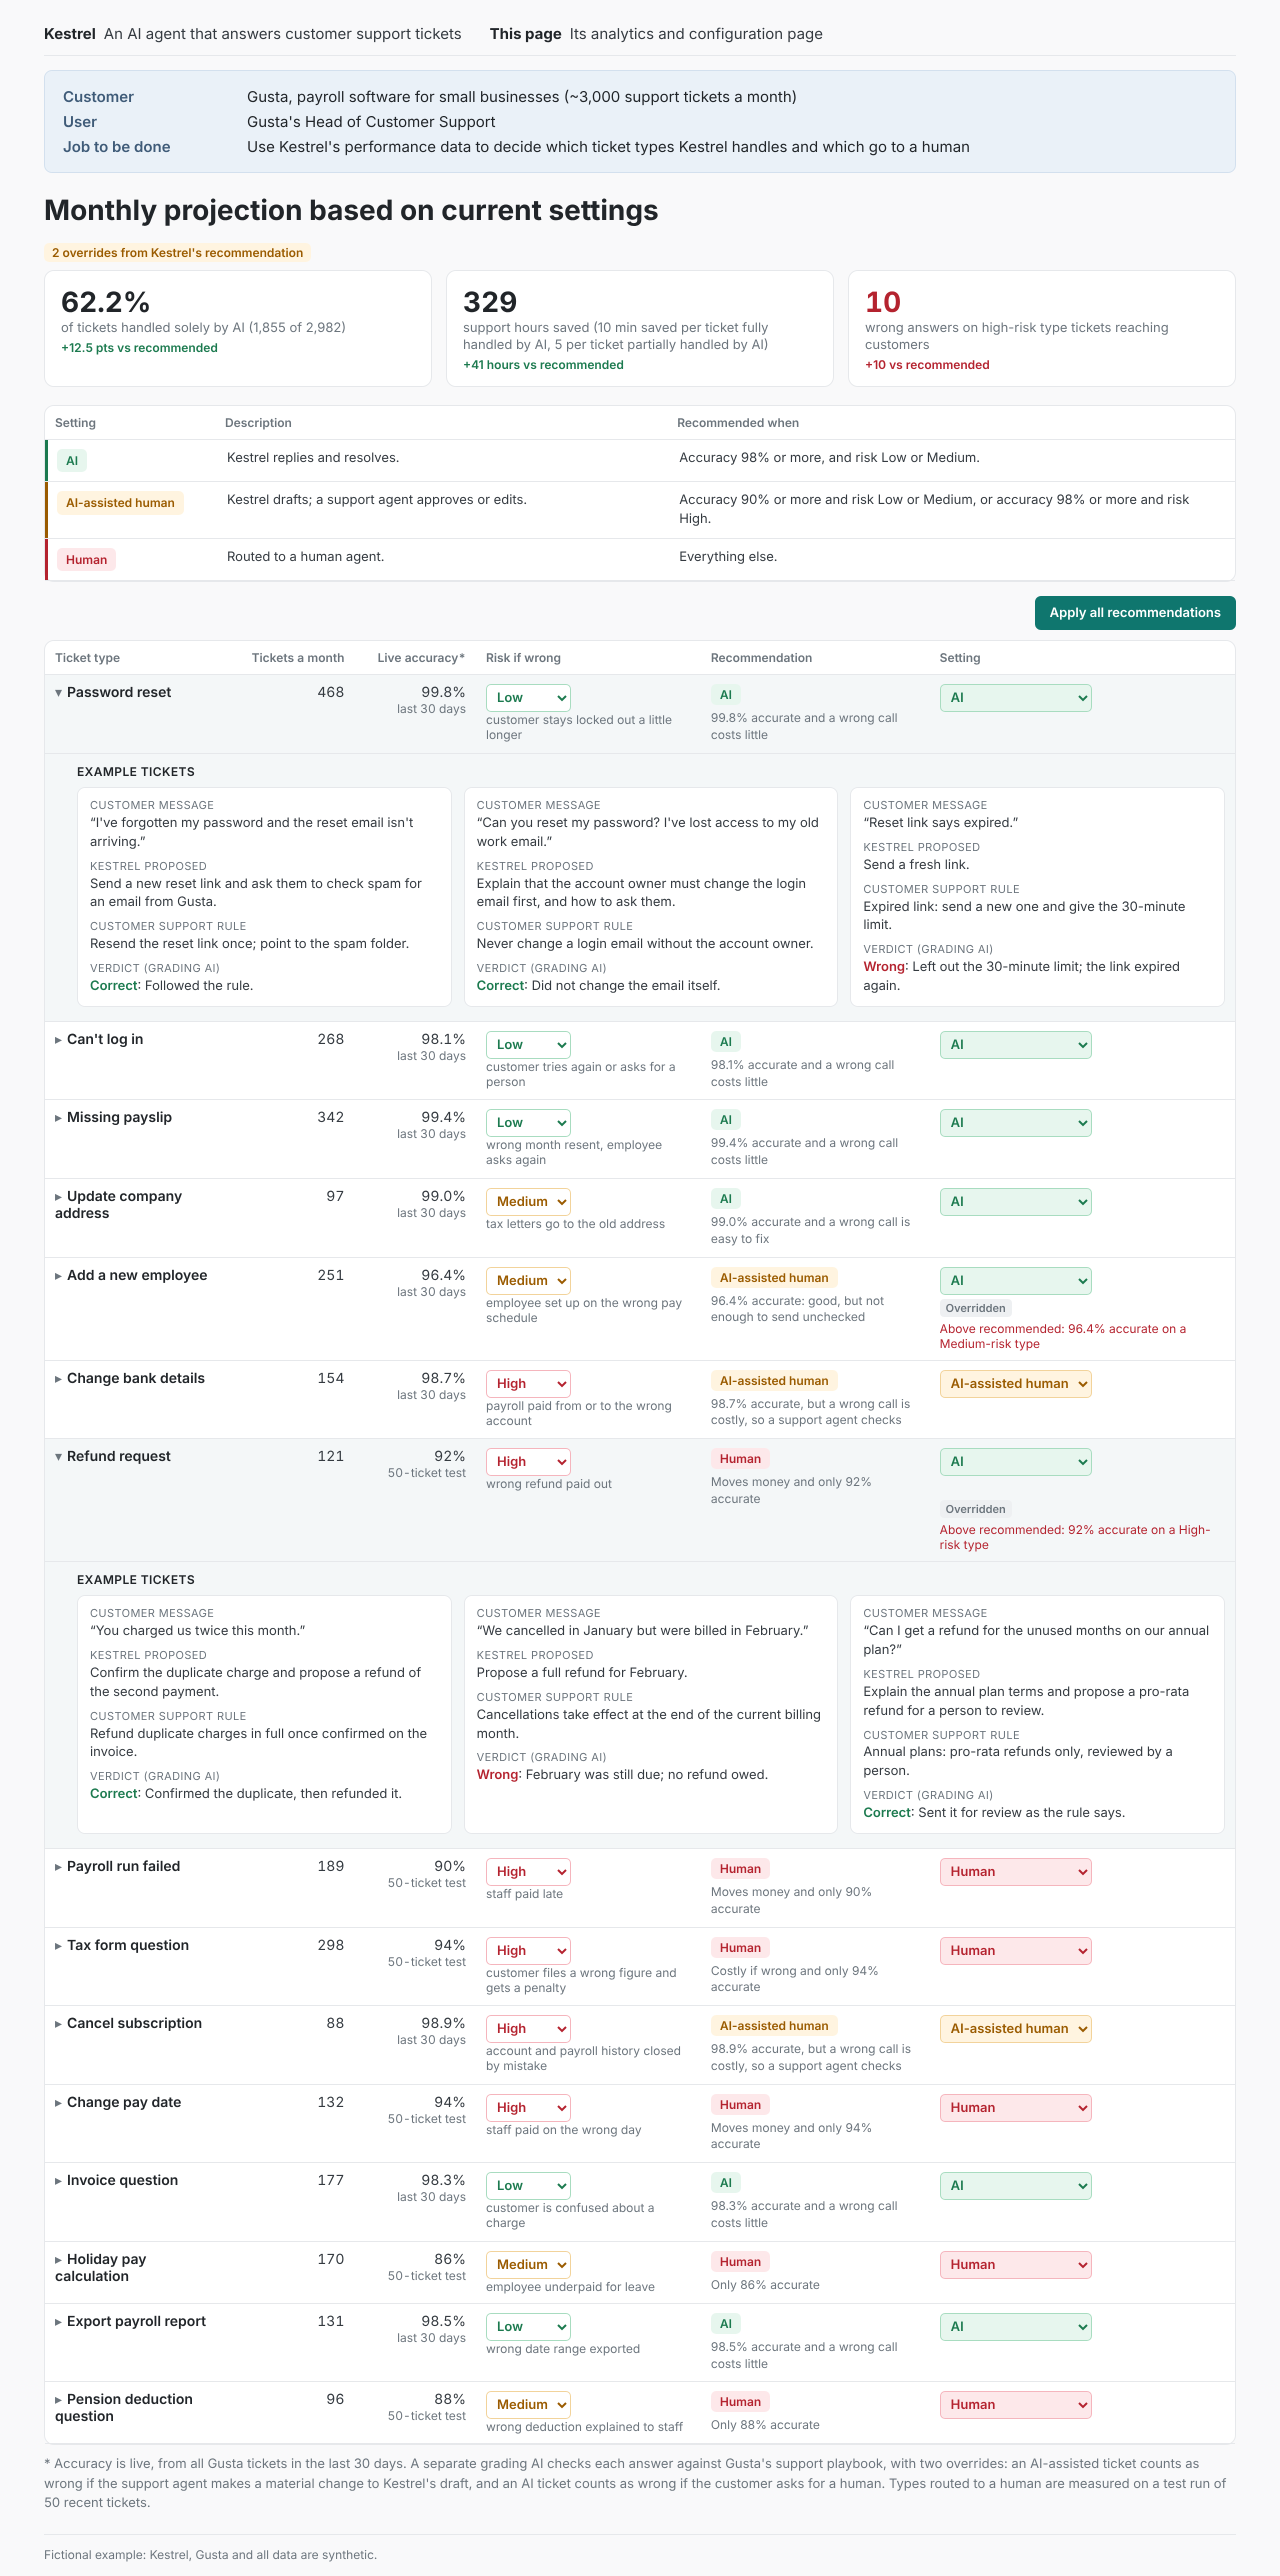 Kestrel An AI agent that answers customer support tickets This page Its analytics and configuration page
Customer Gusta, payroll software for small businesses (~3,000 support tickets a month)
User Gusta's Head of Customer Support
Job to be done Use Kestrel's performance data to decide which ticket types Kestrel handles and which go to a human
Monthly projection based on current settings
2 overrides from Kestrel's recommendation
62.2%
of tickets handled solely by AI (1,855 of 2,982)
+12.5 pts vs recommended
329
support hours saved (10 min saved per ticket fully
handled by AI, 5 per ticket partially handled by AI)
+41 hours vs recommended
10
wrong answers on high-risk type tickets reaching
customers
+10 vs recommended
Setting Description Recommended when
AI Kestrel replies and resolves. Accuracy 98% or more, and risk Low or Medium.
AI-assisted human Kestrel drafts; a support agent approves or edits. Accuracy 90% or more and risk Low or Medium, or accuracy 98% or more and risk
High.
Human Routed to a human agent. Everything else.
Apply all recommendations
Ticket type Tickets a month Live accuracy* Risk if wrong Recommendation Setting
▾ Password reset 468 99.8% Low AI AI
last 30 days
customer stays locked out a little
longer
99.8% accurate and a wrong call
costs little
EXAMPLE TICKETS
CUSTOMER MESSAGE
“I've forgotten my password and the reset email isn't
arriving.”
KESTREL PROPOSED
Send a new reset link and ask them to check spam for
an email from Gusta.
CUSTOMER SUPPORT RULE
Resend the reset link once; point to the spam folder.
VERDICT (GRADING AI)
Correct: Followed the rule.
CUSTOMER MESSAGE
“Can you reset my password? I've lost access to my old
work email.”
KESTREL PROPOSED
Explain that the account owner must change the login
email first, and how to ask them.
CUSTOMER SUPPORT RULE
Never change a login email without the account owner.
VERDICT (GRADING AI)
Correct: Did not change the email itself.
CUSTOMER MESSAGE
“Reset link says expired.”
KESTREL PROPOSED
Send a fresh link.
CUSTOMER SUPPORT RULE
Expired link: send a new one and give the 30-minute
limit.
VERDICT (GRADING AI)
Wrong: Left out the 30-minute limit; the link expired
again.
▸ Can't log in 268 98.1% Low AI AI
last 30 days
customer tries again or asks for a
person
98.1% accurate and a wrong call
costs little
▸ Missing payslip 342 99.4% Low AI AI
last 30 days
wrong month resent, employee
asks again
99.4% accurate and a wrong call
costs little
▸ Update company
address
97 99.0% Medium AI AI
last 30 days
tax letters go to the old address
99.0% accurate and a wrong call is
easy to fix
▸ Add a new employee 251 96.4% Medium AI-assisted human AI
last 30 days
employee set up on the wrong pay
schedule
96.4% accurate: good, but not
enough to send unchecked
Overridden
Above recommended: 96.4% accurate on a
Medium-risk type
▸ Change bank details 154 98.7% High AI-assisted human AI-assisted human
last 30 days
payroll paid from or to the wrong
account
98.7% accurate, but a wrong call is
costly, so a support agent checks
▾ Refund request 121 92% High Human AI
50-ticket test
wrong refund paid out
Moves money and only 92%
accurate
Overridden
Above recommended: 92% accurate on a High-
risk type
EXAMPLE TICKETS
CUSTOMER MESSAGE
“You charged us twice this month.”
KESTREL PROPOSED
Confirm the duplicate charge and propose a refund of
the second payment.
CUSTOMER SUPPORT RULE
Refund duplicate charges in full once confirmed on the
invoice.
VERDICT (GRADING AI)
Correct: Confirmed the duplicate, then refunded it.
CUSTOMER MESSAGE
“We cancelled in January but were billed in February.”
KESTREL PROPOSED
Propose a full refund for February.
CUSTOMER SUPPORT RULE
Cancellations take effect at the end of the current billing
month.
VERDICT (GRADING AI)
Wrong: February was still due; no refund owed.
CUSTOMER MESSAGE
“Can I get a refund for the unused months on our annual
plan?”
KESTREL PROPOSED
Explain the annual plan terms and propose a pro-rata
refund for a person to review.
CUSTOMER SUPPORT RULE
Annual plans: pro-rata refunds only, reviewed by a
person.
VERDICT (GRADING AI)
Correct: Sent it for review as the rule says.
▸ Payroll run failed 189 90% High Human Human
50-ticket test
staff paid late
Moves money and only 90%
accurate
▸ Tax form question 298 94% High Human Human
50-ticket test
customer files a wrong figure and
gets a penalty
Costly if wrong and only 94%
accurate
▸ Cancel subscription 88 98.9% High AI-assisted human AI-assisted human
last 30 days
account and payroll history closed
by mistake
98.9% accurate, but a wrong call is
costly, so a support agent checks
▸ Change pay date 132 94% High Human Human
50-ticket test
staff paid on the wrong day
Moves money and only 94%
accurate
▸ Invoice question 177 98.3% Low AI AI
last 30 days
customer is confused about a
charge
98.3% accurate and a wrong call
costs little
▸ Holiday pay
calculation
170 86% Medium Human Human
50-ticket test
employee underpaid for leave
Only 86% accurate
▸ Export payroll report 131 98.5% Low AI AI
last 30 days
wrong date range exported
98.5% accurate and a wrong call
costs little
▸ Pension deduction
question
96 88% Medium Human Human
50-ticket test
wrong deduction explained to staff
Only 88% accurate
* Accuracy is live, from all Gusta tickets in the last 30 days. A separate grading AI checks each answer against Gusta's support playbook, with two overrides: an AI-assisted ticket counts as
wrong if the support agent makes a material change to Kestrel's draft, and an AI ticket counts as wrong if the customer asks for a human. Types routed to a human are measured on a test run of
50 recent tickets.
Fictional example: Kestrel, Gusta and all data are synthetic.